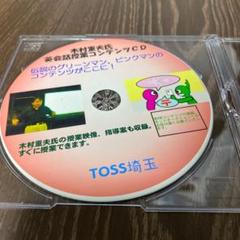 木村重夫氏
英会話授業コンテンツCD
伝説のグリーンマン、ピンクマンの
コンテンツがここに！
木村重夫氏の授業映像、指導案も収録。
すぐに授業できます。
TOSS埼玉